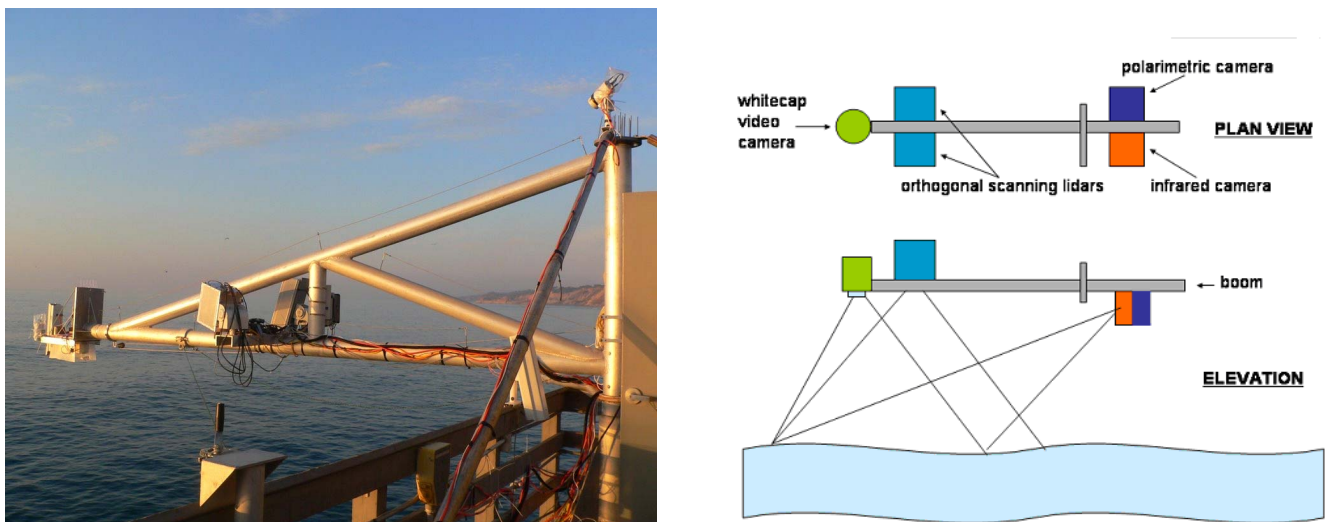 polarimetric camera
whitecap
video
camera
PLAN VIEW
orthogonal scanning lidars
infrared camera
boom
ELEVATION